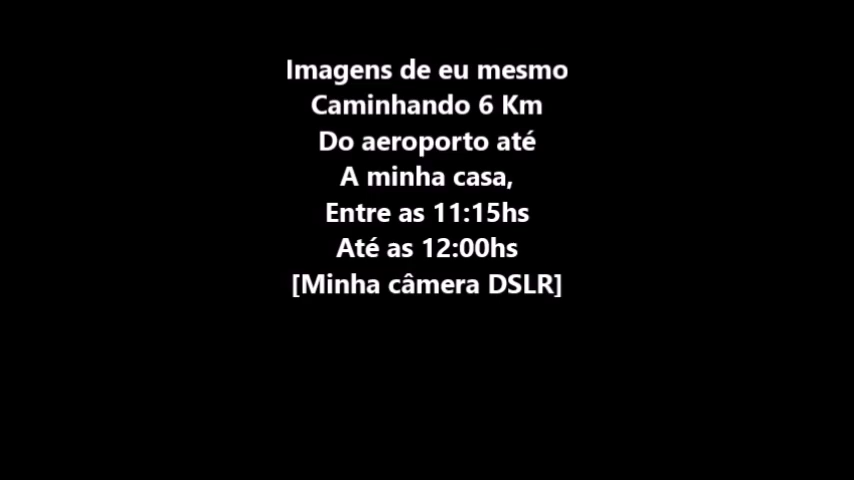 Imagens de eu mesmo
Caminhando 6 Km
Do aeroporto até
A minha casa,
Entre as 11:15hs
Até as 12:00hs
[Minha câmera DSLR]